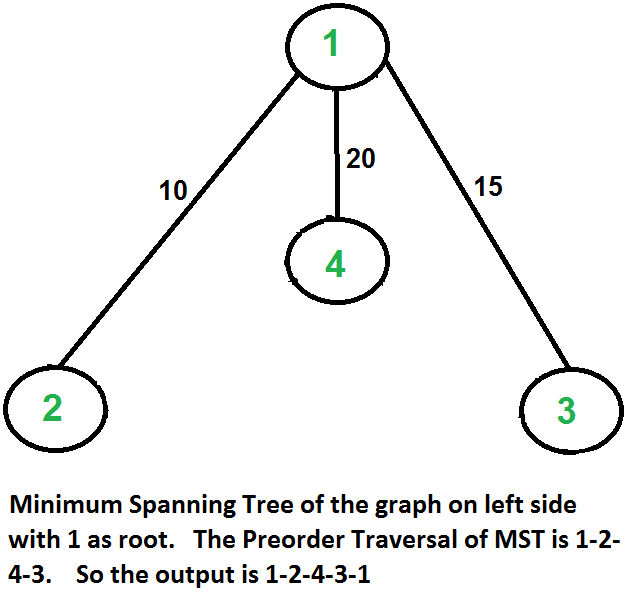 1
20
10
15
4
2
3
Minimum Spanning Tree of the graph on left side
with 1 as root. The Preorder Traversal of MST is 1-2-
4-3. So the output is 1-2-4-3-1